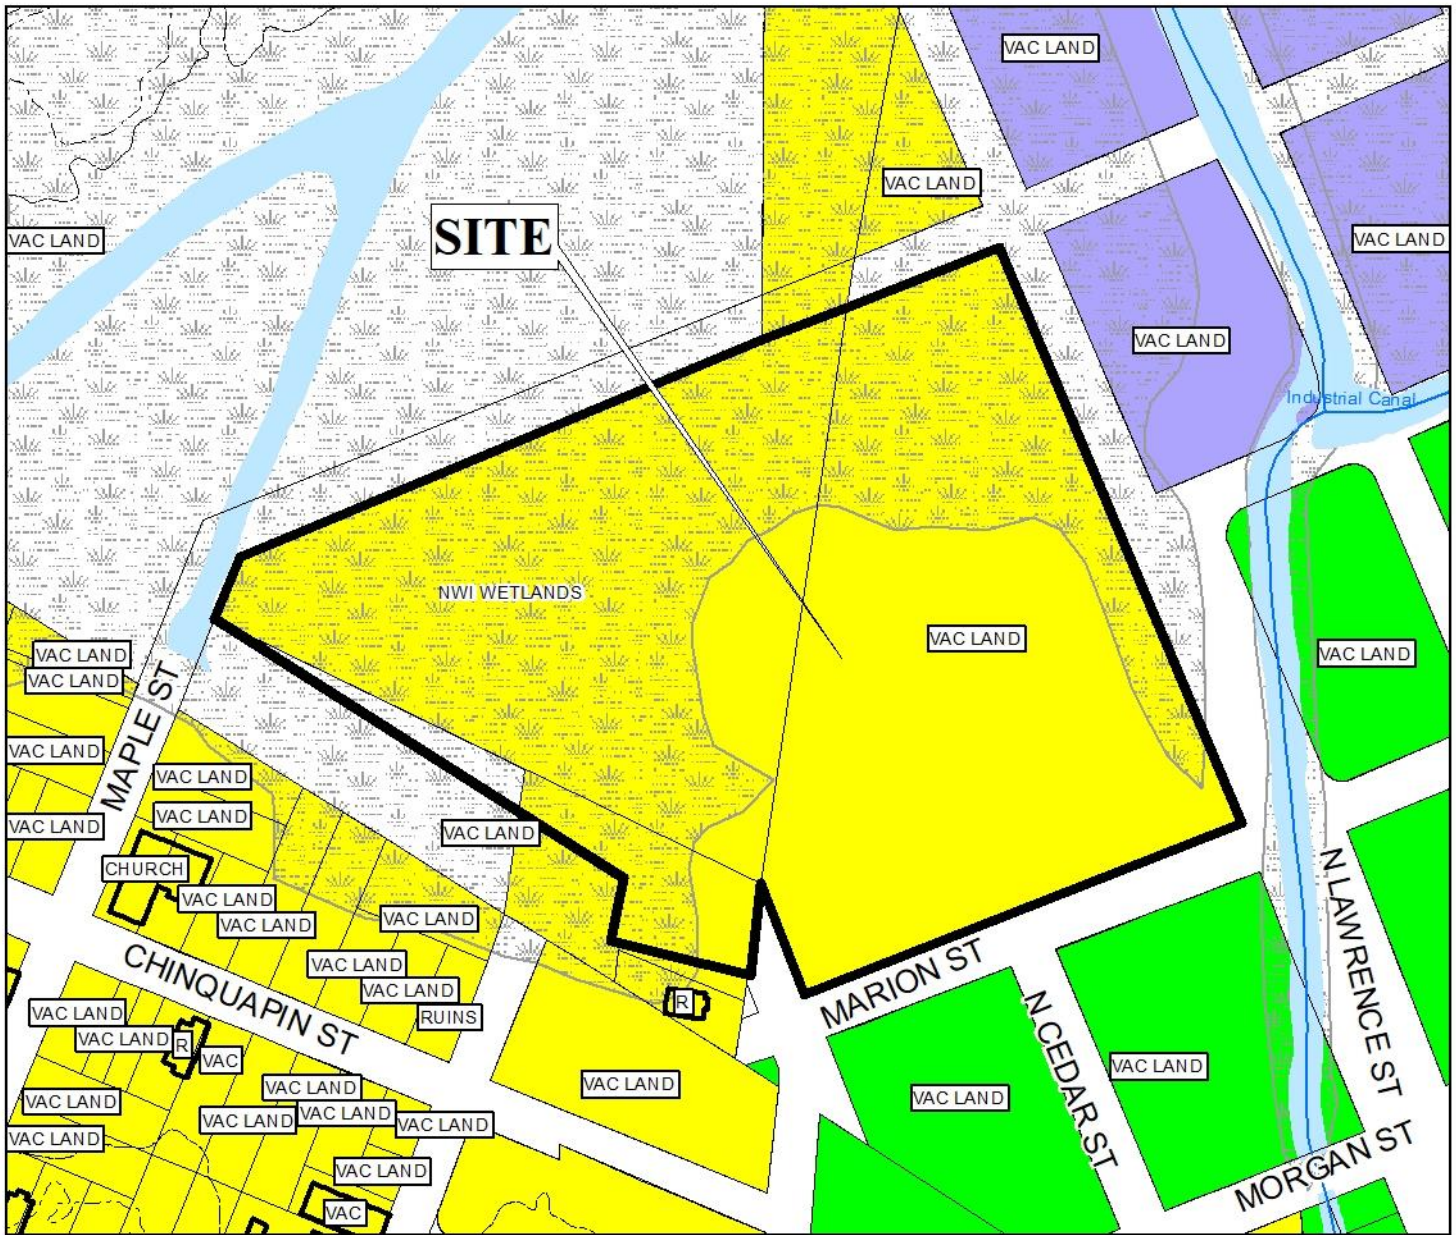 VAC LAND
VAC LAND
SITE
VAC LAND
VAC LAND
VAC LAND
Industrial Canal
NWI WETLANDS
VAC LAND
VAC LAND
VAC LAND
VAC LAND
MAPLE ST
VAC LAND
VAC LAND
VAC LAND
VAC LAND
VAC LAND
CHURCH
VAC LAND
VAC LAND
VAC LAND
N LAWRENCE ST
CHINQUAPIN ST
VAC LAND
VAC LAND
RUINS
R
MARION ST
VAC LAND
VAC LAND
R
VAC
N CEDAR ST
VAC LAND
VAC LAND
VAC LAND
VAC LAND
VAC LAND
VAC LAND
VAC LAND
VAC LAND
VAC LAND
VAC LAND
MORGAN ST
VAC LAND
VAC